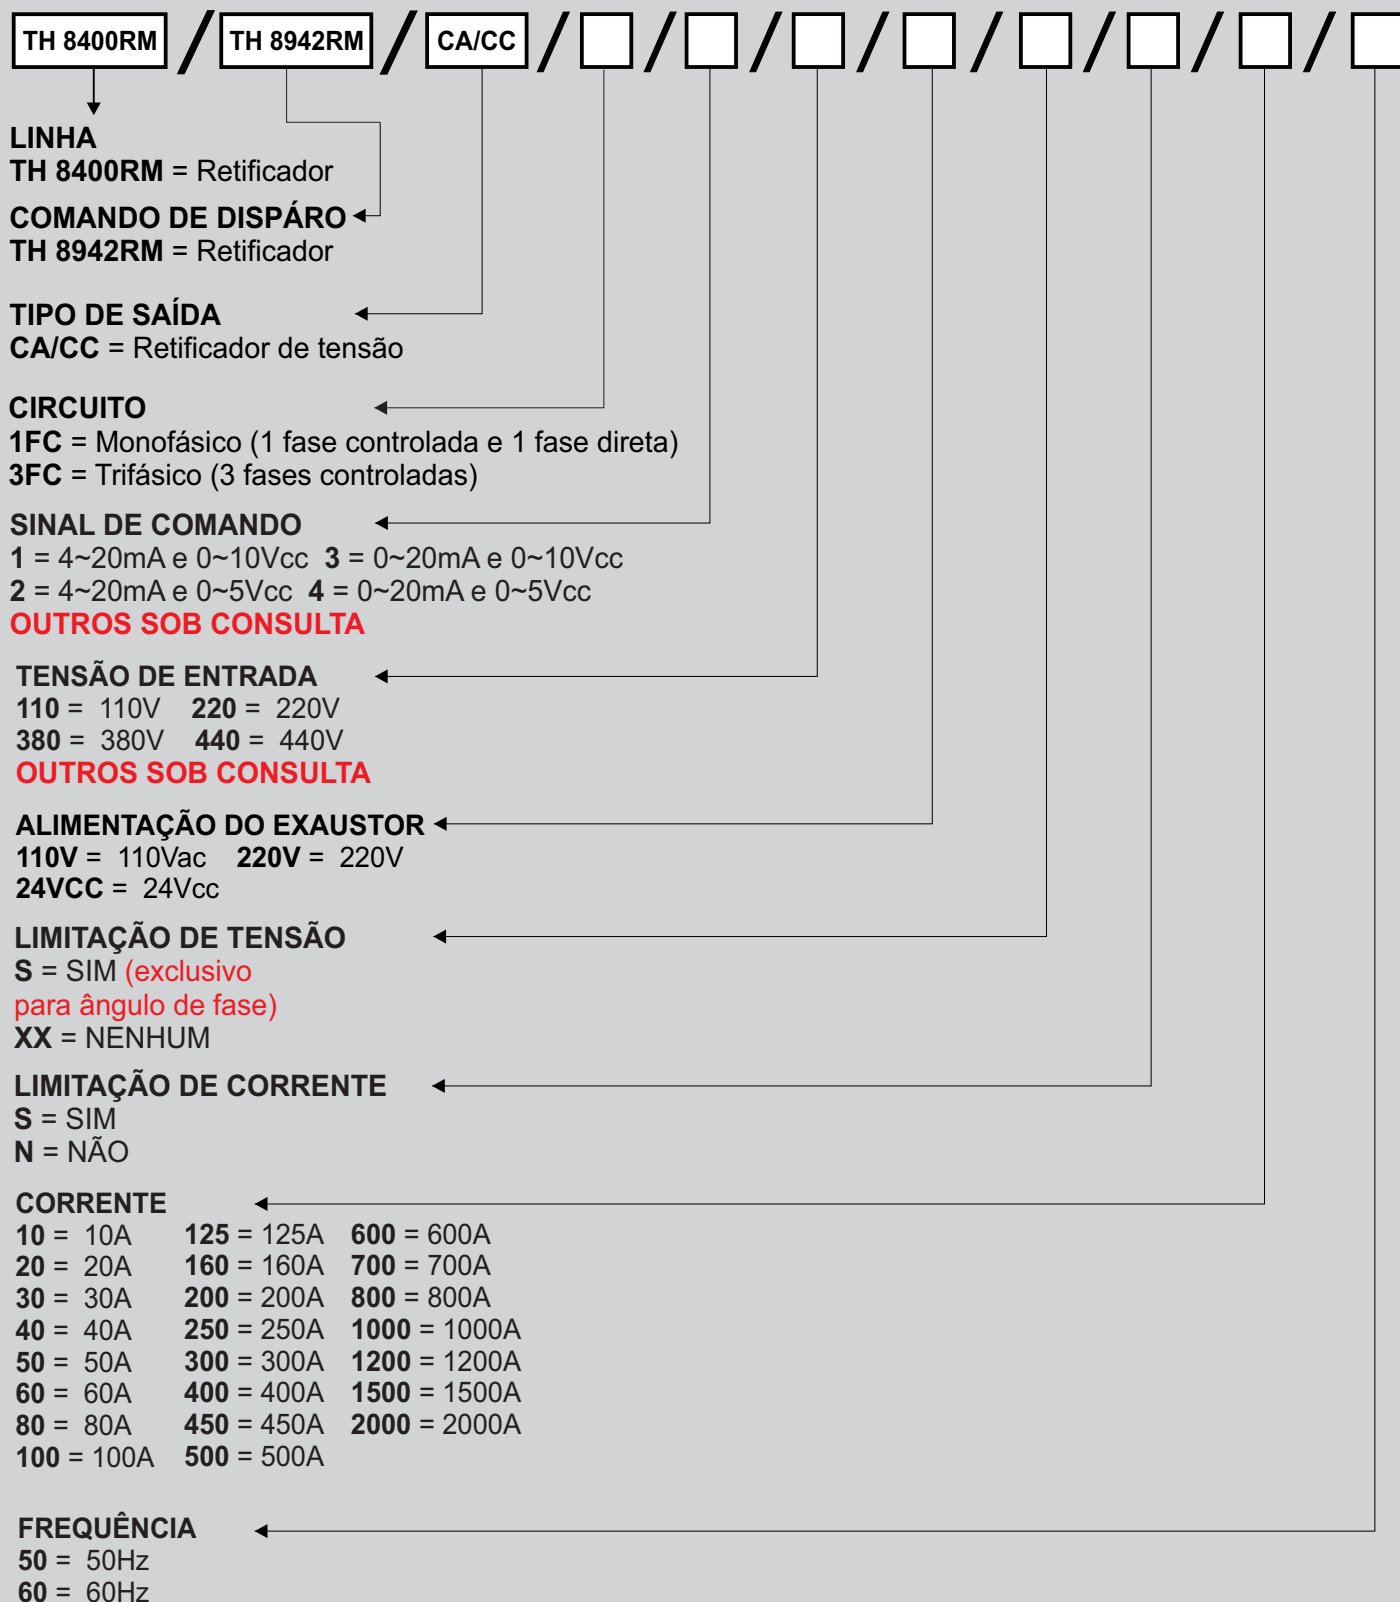 TH 8400RM / TH 8942RM / CA/CC / / / / / / / /
LINHA
TH 8400RM = Retificador
COMANDO DE DISPÁRO
TH 8942RM = Retificador
TIPO DE SAÍDA
CA/CC = Retificador de tensão
CIRCUITO
1FC = Monofásico (1 fase controlada e 1 fase direta)
3FC = Trifásico (3 fases controladas)
SINAL DE COMANDO
1 = 4~20mA e 0~10Vcc 3 = 0~20mA e 0~10Vcc
2 = 4~20mA e 0~5Vcc 4 = 0~20mA e 0~5Vcc
OUTROS SOB CONSULTA
TENSÃO DE ENTRADA
110 = 110V 220 = 220V
380 = 380V 440 = 440V
OUTROS SOB CONSULTA
ALIMENTAÇÃO DO EXAUSTOR
110V = 110Vac 220V = 220V
24VCC = 24Vcc
LIMITAÇÃO DE TENSÃO
S = SIM (exclusivo
para ângulo de fase)
XX = NENHUM
LIMITAÇÃO DE CORRENTE
S = SIM
N = NÃO
CORRENTE
10 = 10A 125 = 125A 600 = 600A
20 = 20A 160 = 160A 700 = 700A
30 = 30A 200 = 200A 800 = 800A
40 = 40A 250 = 250A 1000 = 1000A
50 = 50A 300 = 300A 1200 = 1200A
60 = 60A 400 = 400A 1500 = 1500A
80 = 80A 450 = 450A 2000 = 2000A
100 = 100A 500 = 500A
FREQUÊNCIA
50 = 50Hz
60 = 60Hz